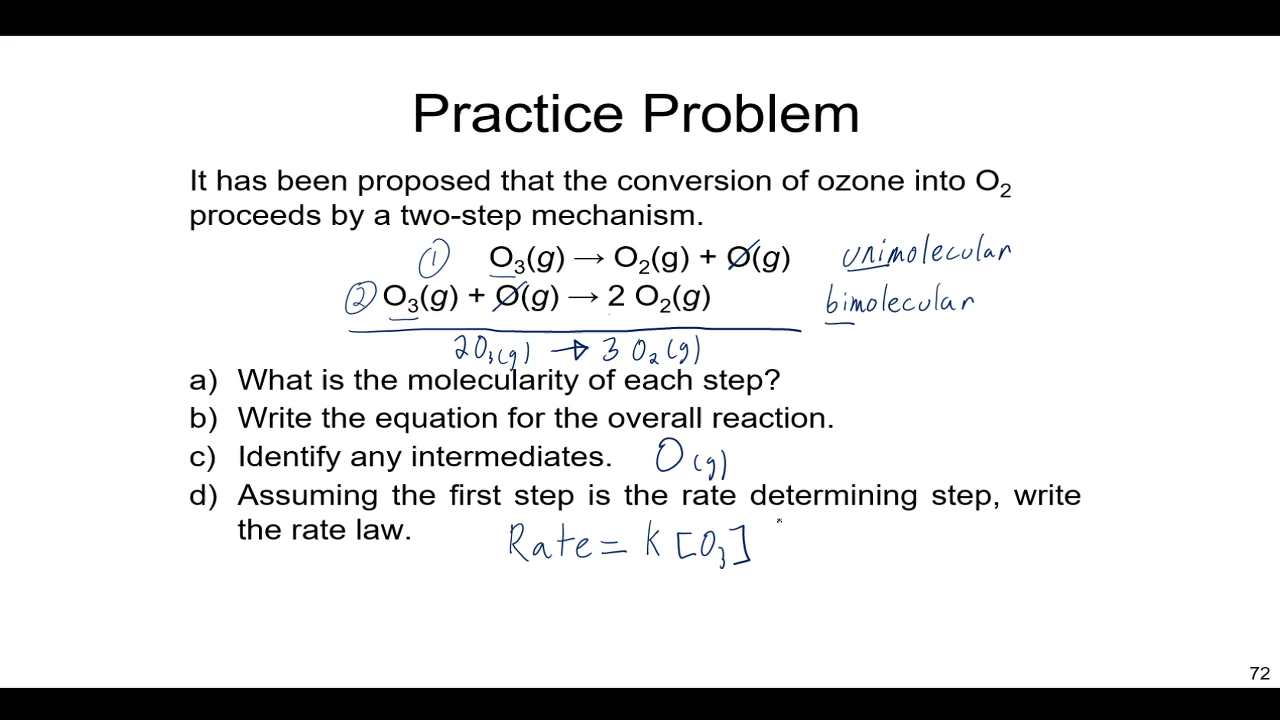 Practice Problem
It has been proposed that the conversion of ozone into O₂
proceeds by a two-step mechanism.
① O₃(g) → O₂(g) + O(g) unimolecular
② O₃(g) + O(g) → 2 O₂(g) bimolecular
2O₃(g) → 3 O₂(g)
a) What is the molecularity of each step?
b) Write the equation for the overall reaction.
c) Identify any intermediates. O(g)
d) Assuming the first step is the rate determining step, write
the rate law. Rate = K [O₃]
72